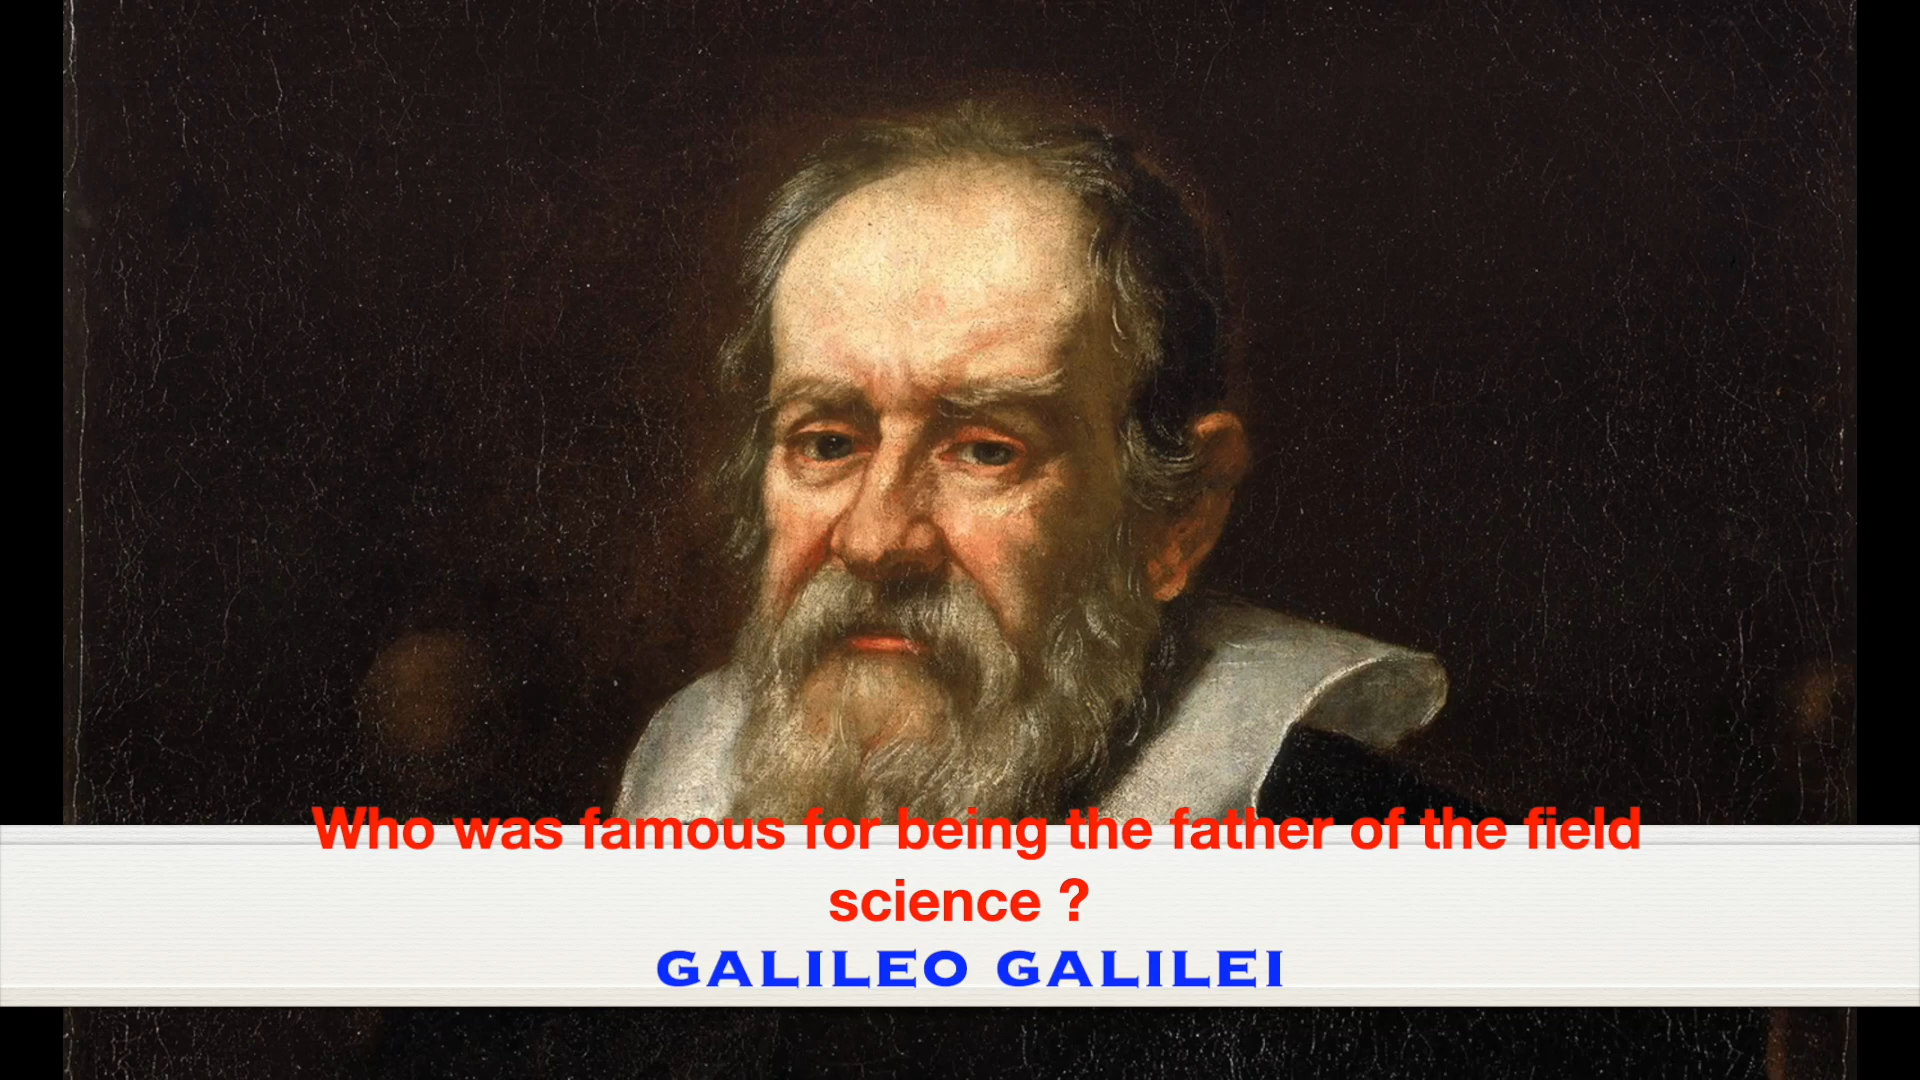 Who was famous for being the father of the field
science ?
GALILEO GALILEI